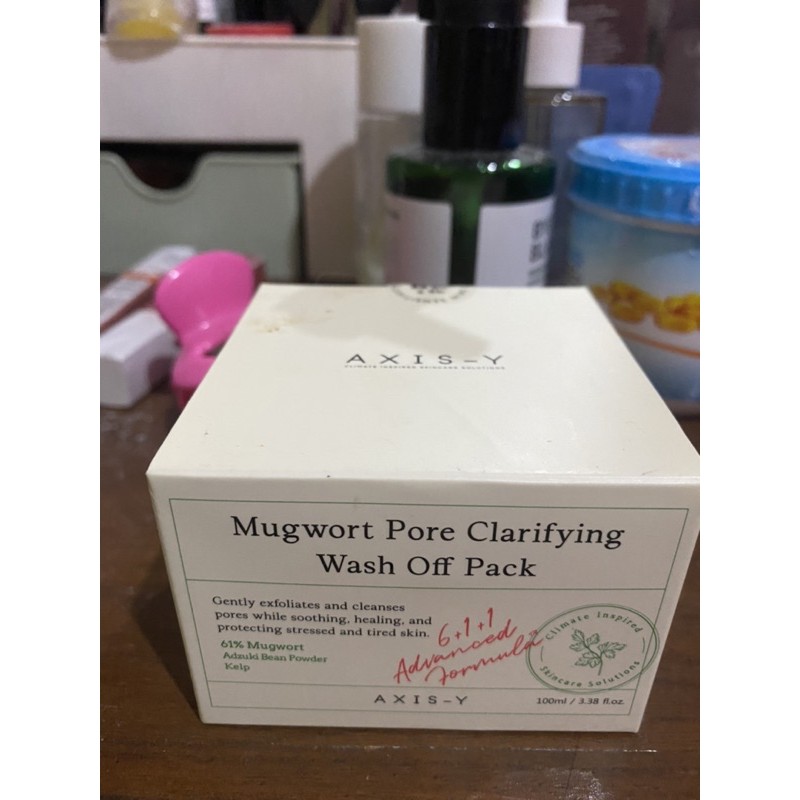 AXIS-Y
CLIMATE INSPIRED SKINCARE SOLUTIONS
Mugwort Pore Clarifying
Wash Off Pack
Gently exfoliates and cleanses
pores while soothing, healing, and
protecting stressed and tired skin.
61% Mugwort
Adzuki Bean Powder
Kelp
6+1+1
Advanced
Formula
Climate Inspired
Skincare Solutions
AXIS-Y
100ml / 3.38 fl.oz.